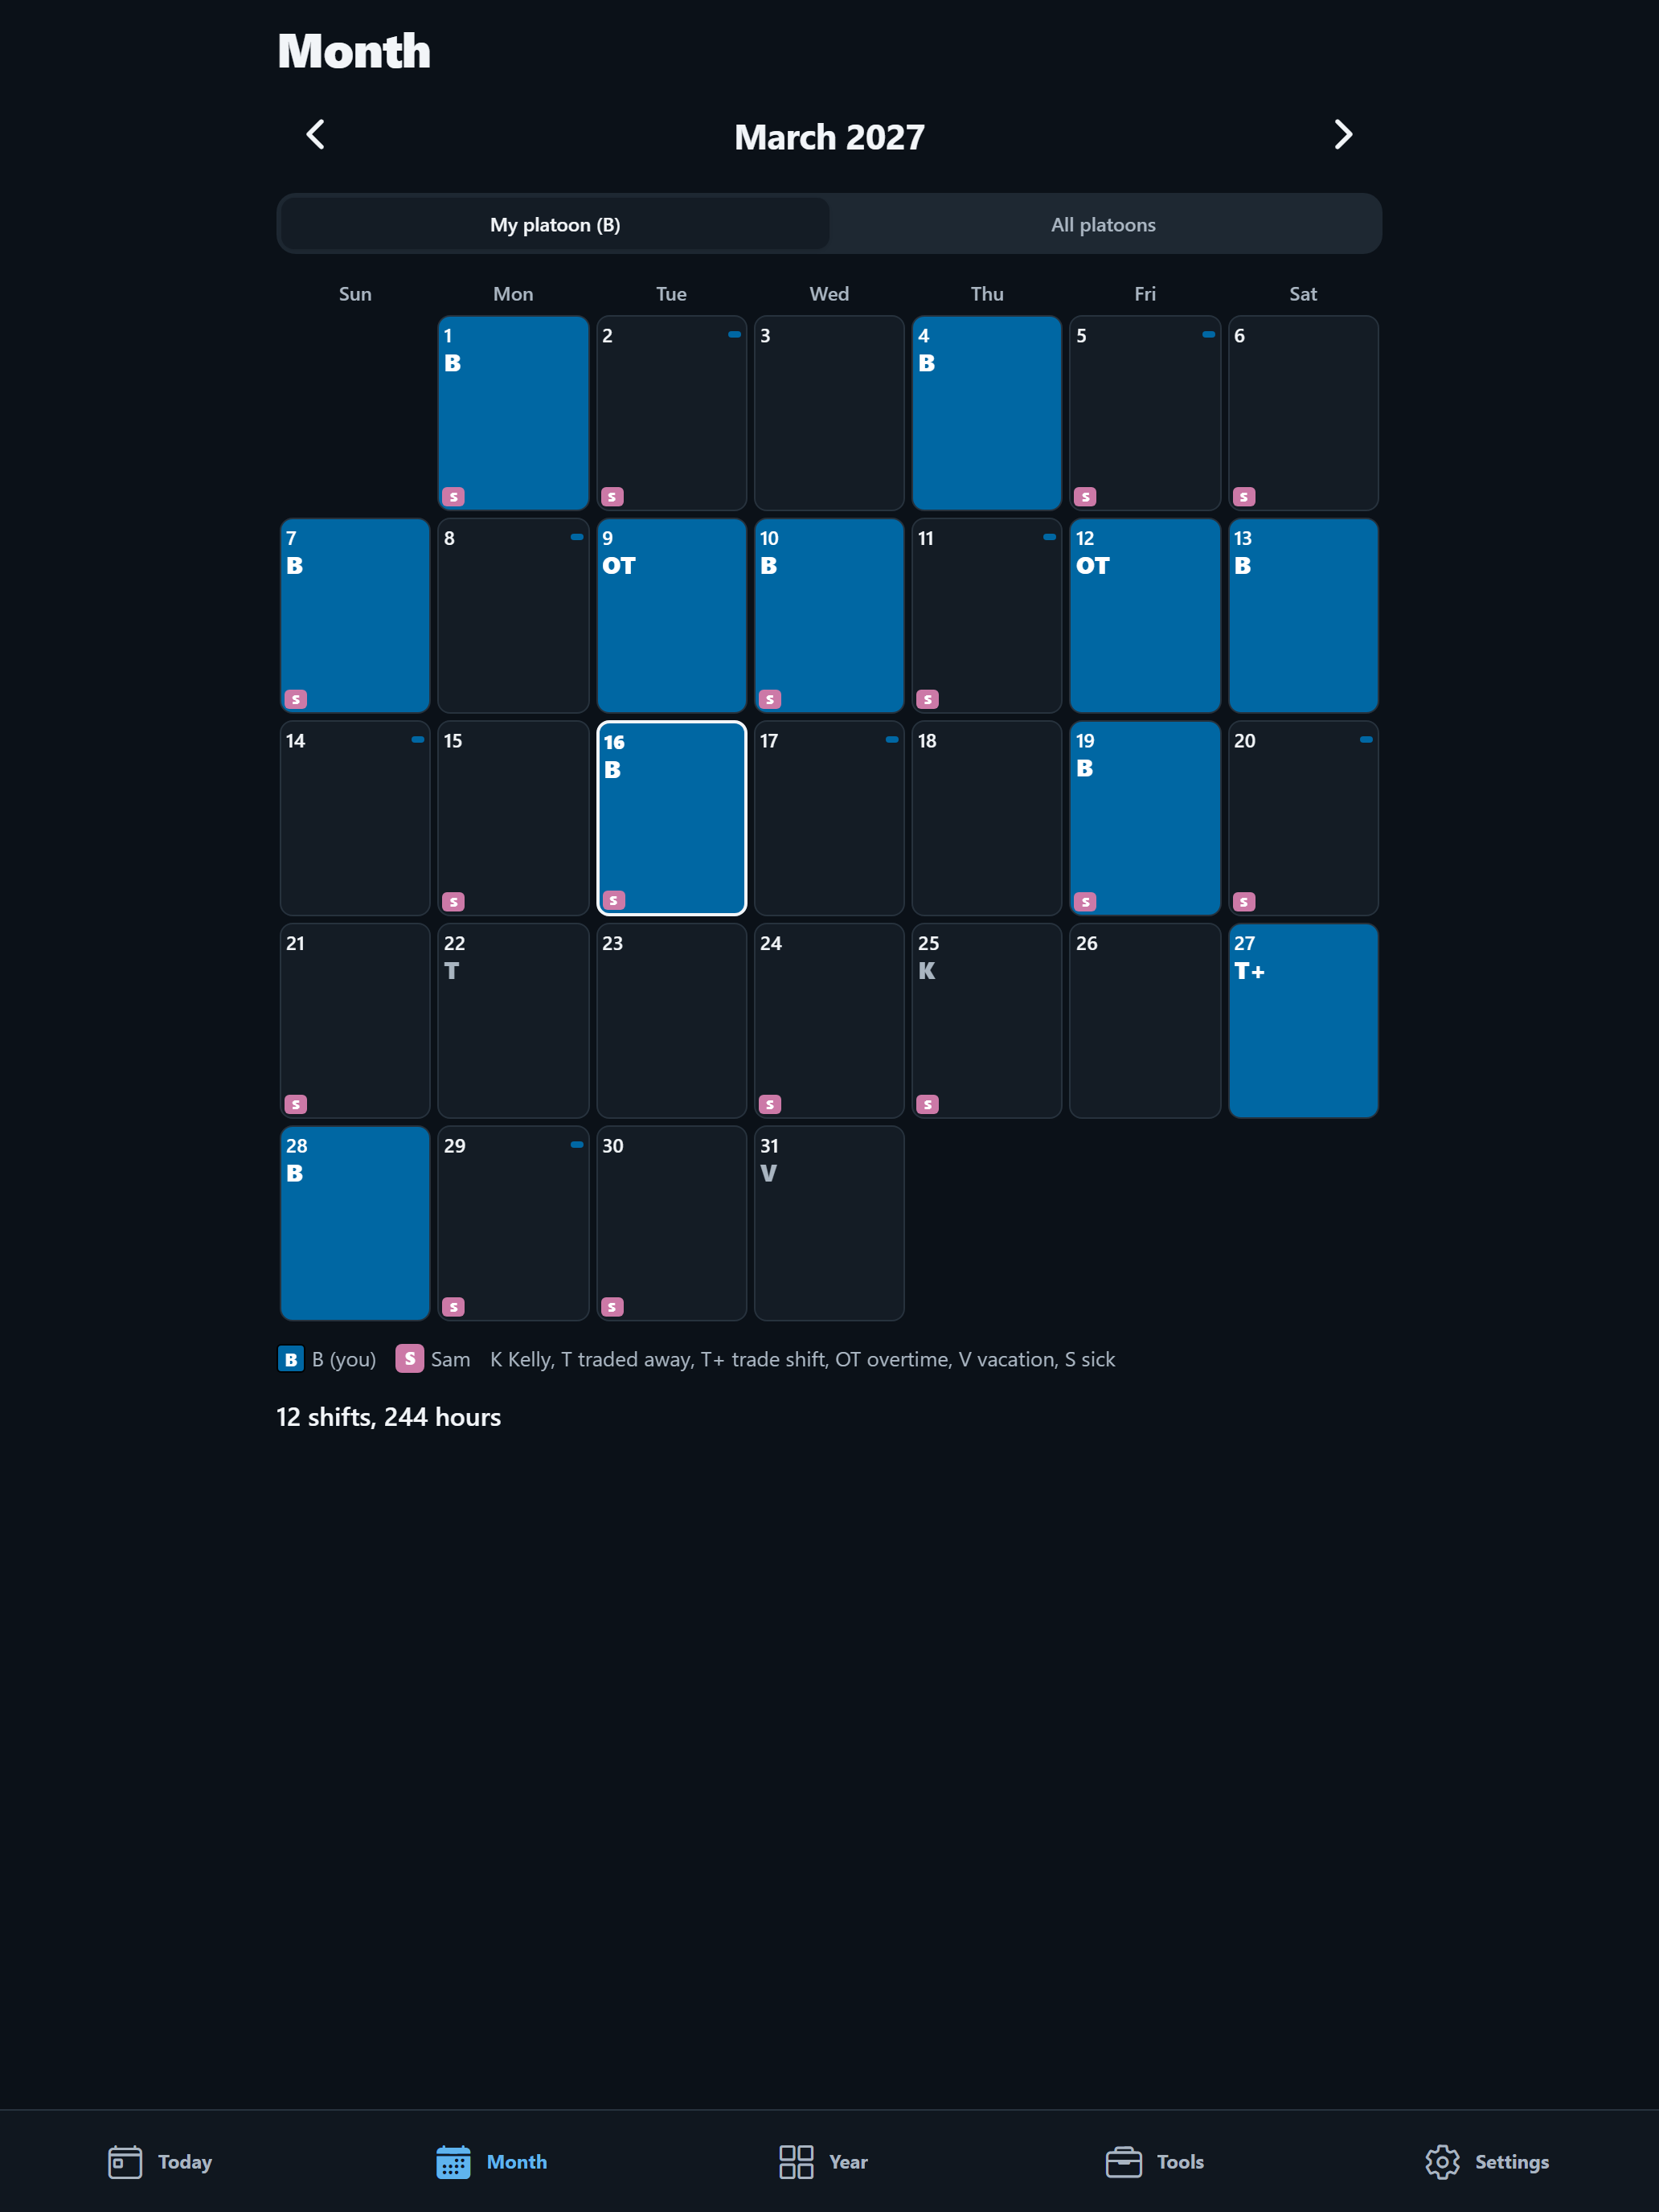 Month
March 2027
My platoon (B) All platoons
Sun Mon Tue Wed Thu Fri Sat
1 2 3 4 5 6
B B
S S S S
7 8 9 10 11 12 13
B OT B OT B
S S S
14 15 16 17 18 19 20
B B
S S S S
21 22 23 24 25 26 27
T K T+
S S S
28 29 30 31
B V
S S
B B (you) S Sam K Kelly, T traded away, T+ trade shift, OT overtime, V vacation, S sick
12 shifts, 244 hours
Today Month Year Tools Settings